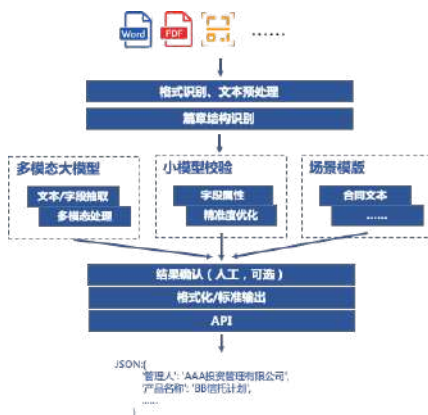 Word PDF ……
格式识别、文本预处理
篇章结构识别
多模态大模型 小模型校验 场景模版
文本/字段抽取 字段属性 合同文本
多模态处理 精准度优化 ……
结果确认（人工，可选）
格式化/标准输出
API
JSON:{
'管理人': 'AAA投资管理有限公司',
'产品名称': 'BB信托计划',
……
}